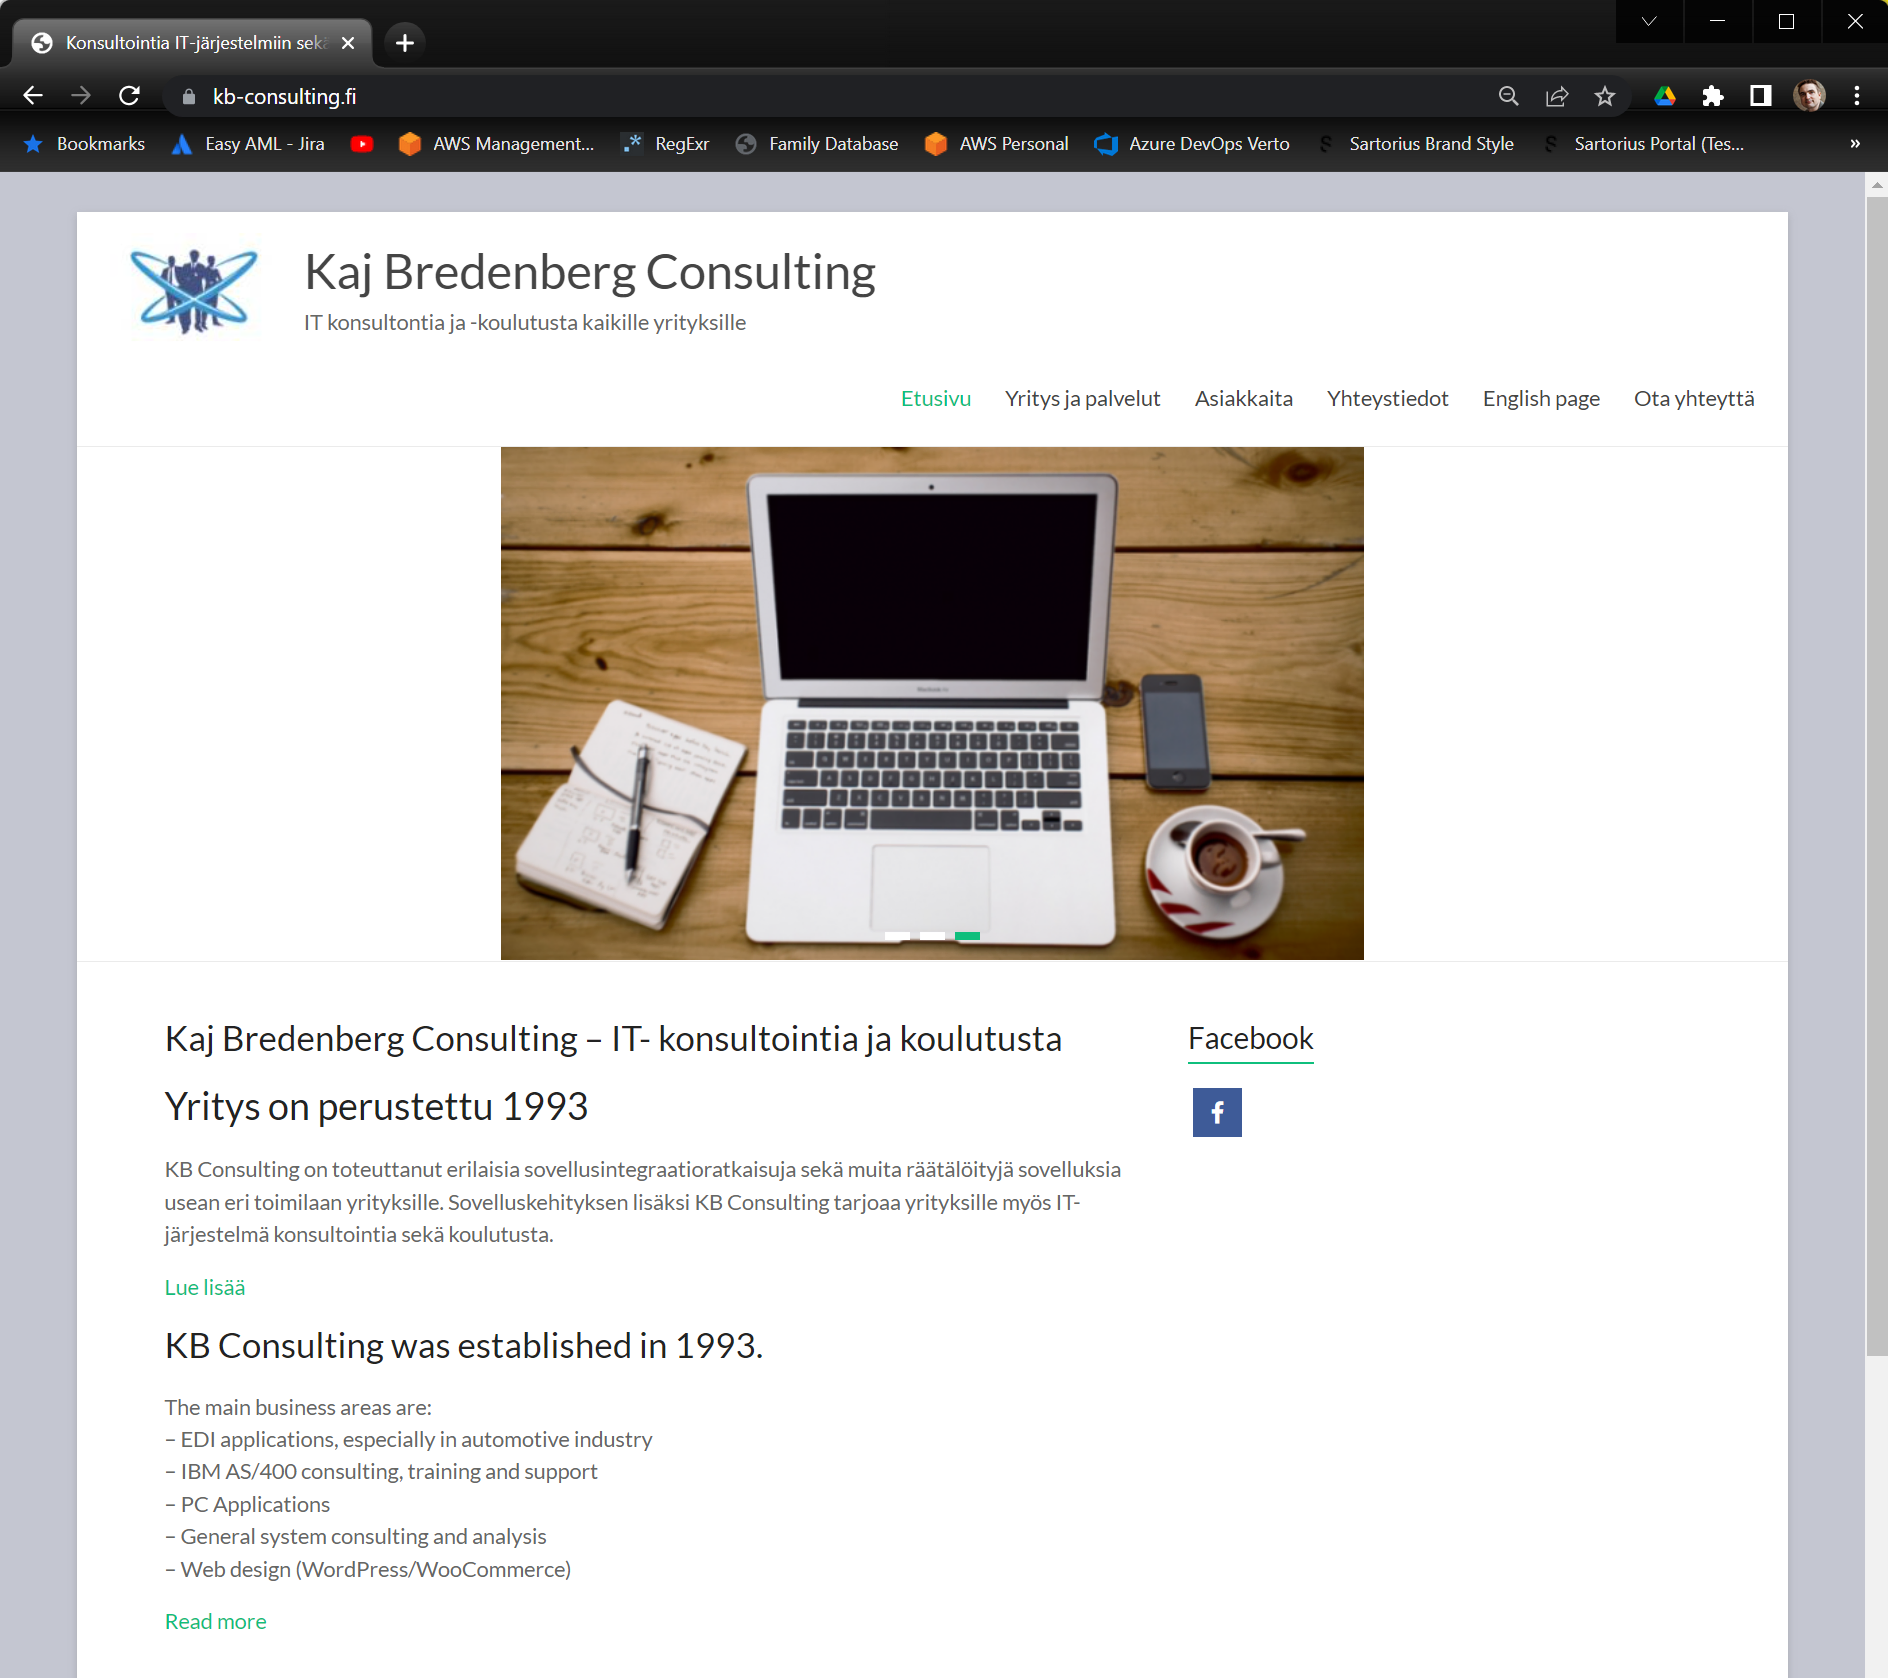 Konsultointia IT-järjestelmiin sekä
kb-consulting.fi
Bookmarks
Easy AML - Jira
AWS Management...
RegExr
Family Database
AWS Personal
Azure DevOps Verto
Sartorius Brand Style
Sartorius Portal (Tes...
»
Kaj Bredenberg Consulting
IT konsultontia ja -koulutusta kaikille yrityksille
Etusivu
Yritys ja palvelut
Asiakkaita
Yhteystiedot
English page
Ota yhteyttä
Kaj Bredenberg Consulting – IT- konsultointia ja koulutusta
Yritys on perustettu 1993
KB Consulting on toteuttanut erilaisia sovellusintegraatioratkaisuja sekä muita räätälöityjä sovelluksia
usean eri toimilaan yrityksille. Sovelluskehityksen lisäksi KB Consulting tarjoaa yrityksille myös IT-
järjestelmä konsultointia sekä koulutusta.
Lue lisää
KB Consulting was established in 1993.
The main business areas are:
– EDI applications, especially in automotive industry
– IBM AS/400 consulting, training and support
– PC Applications
– General system consulting and analysis
– Web design (WordPress/WooCommerce)
Read more
Facebook